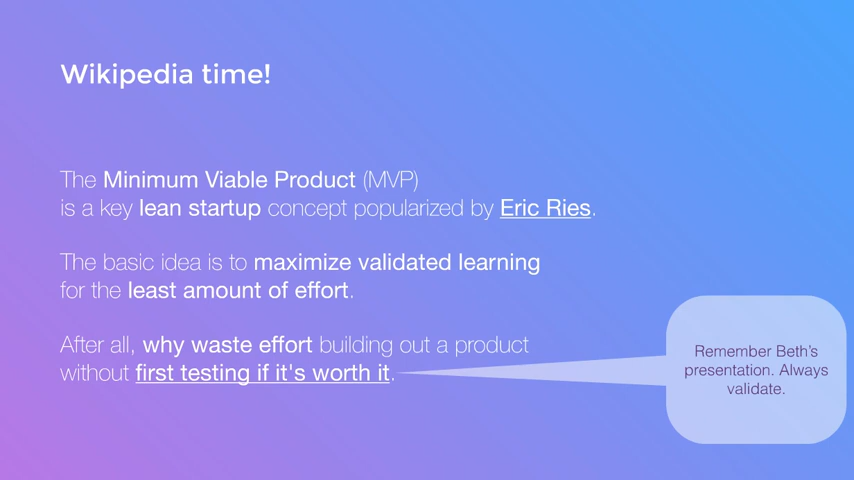 Wikipedia time!
The Minimum Viable Product (MVP)
is a key lean startup concept popularized by Eric Ries.
The basic idea is to maximize validated learning
for the least amount of effort.
After all, why waste effort building out a product
without first testing if it's worth it.
Remember Beth’s
presentation. Always
validate.